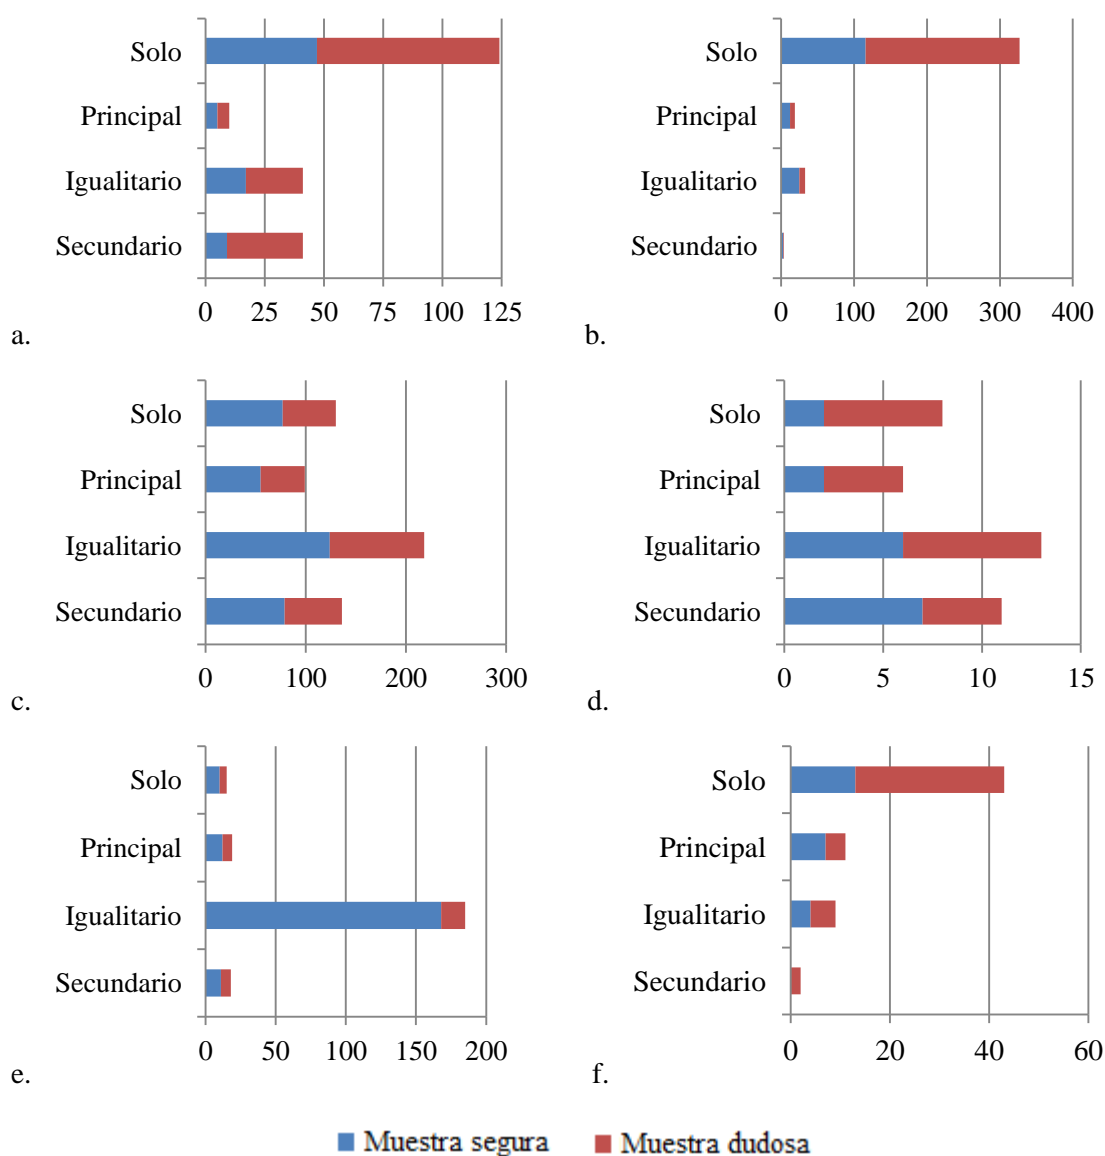 Solo
Principal
Igualitario
Secundario
0 25 50 75 100 125
a.
Solo
Principal
Igualitario
Secundario
0 100 200 300 400
b.
Solo
Principal
Igualitario
Secundario
0 100 200 300
c.
Solo
Principal
Igualitario
Secundario
0 5 10 15
d.
Solo
Principal
Igualitario
Secundario
0 50 100 150 200
e.
Solo
Principal
Igualitario
Secundario
0 20 40 60
f.
Muestra segura Muestra dudosa